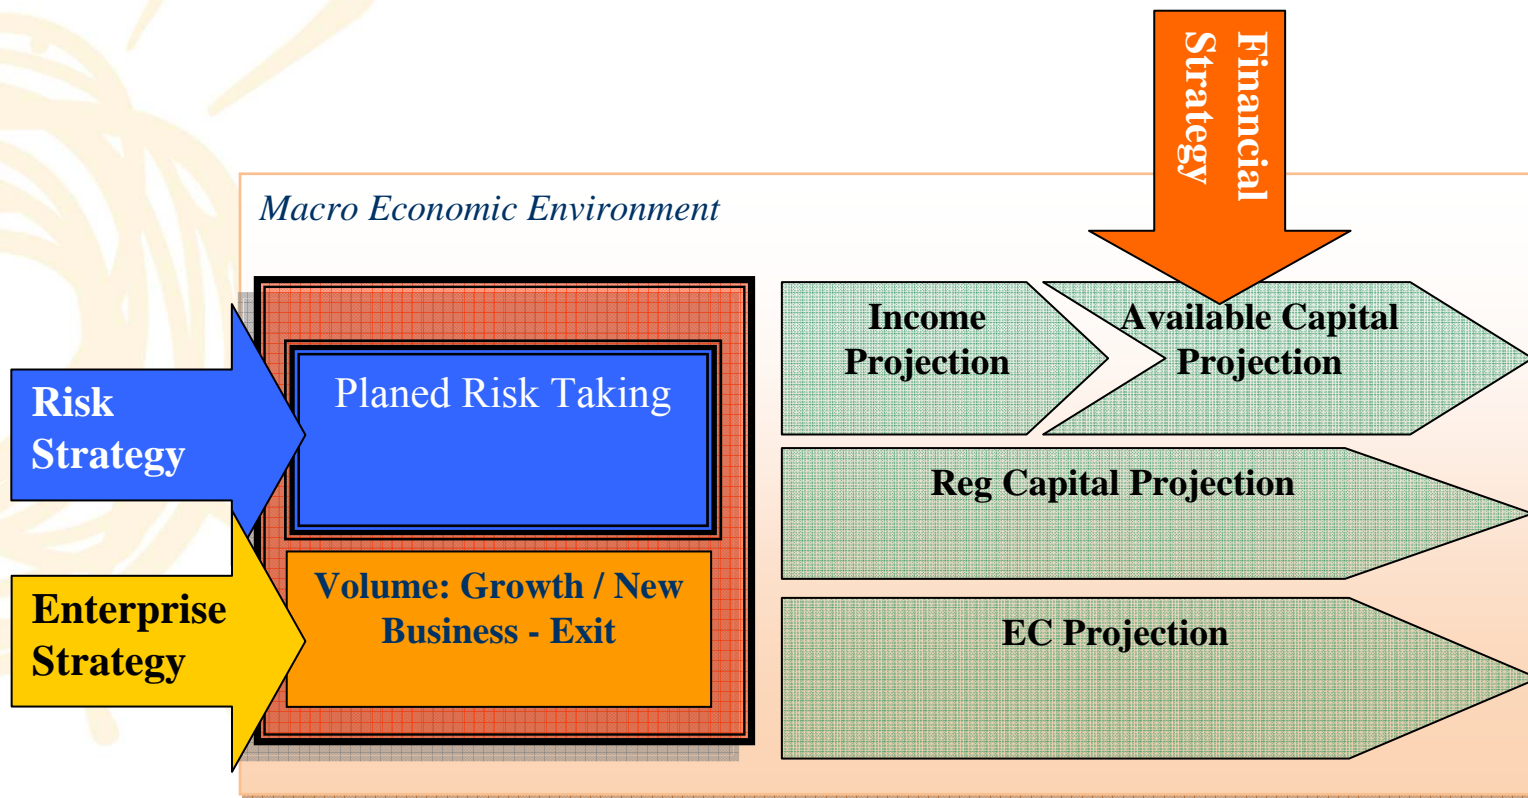 Financial
Strategy
Macro Economic Environment
Risk
Strategy
Planed Risk Taking
Enterprise
Strategy
Volume: Growth / New
Business - Exit
Income
Projection
Available Capital
Projection
Reg Capital Projection
EC Projection